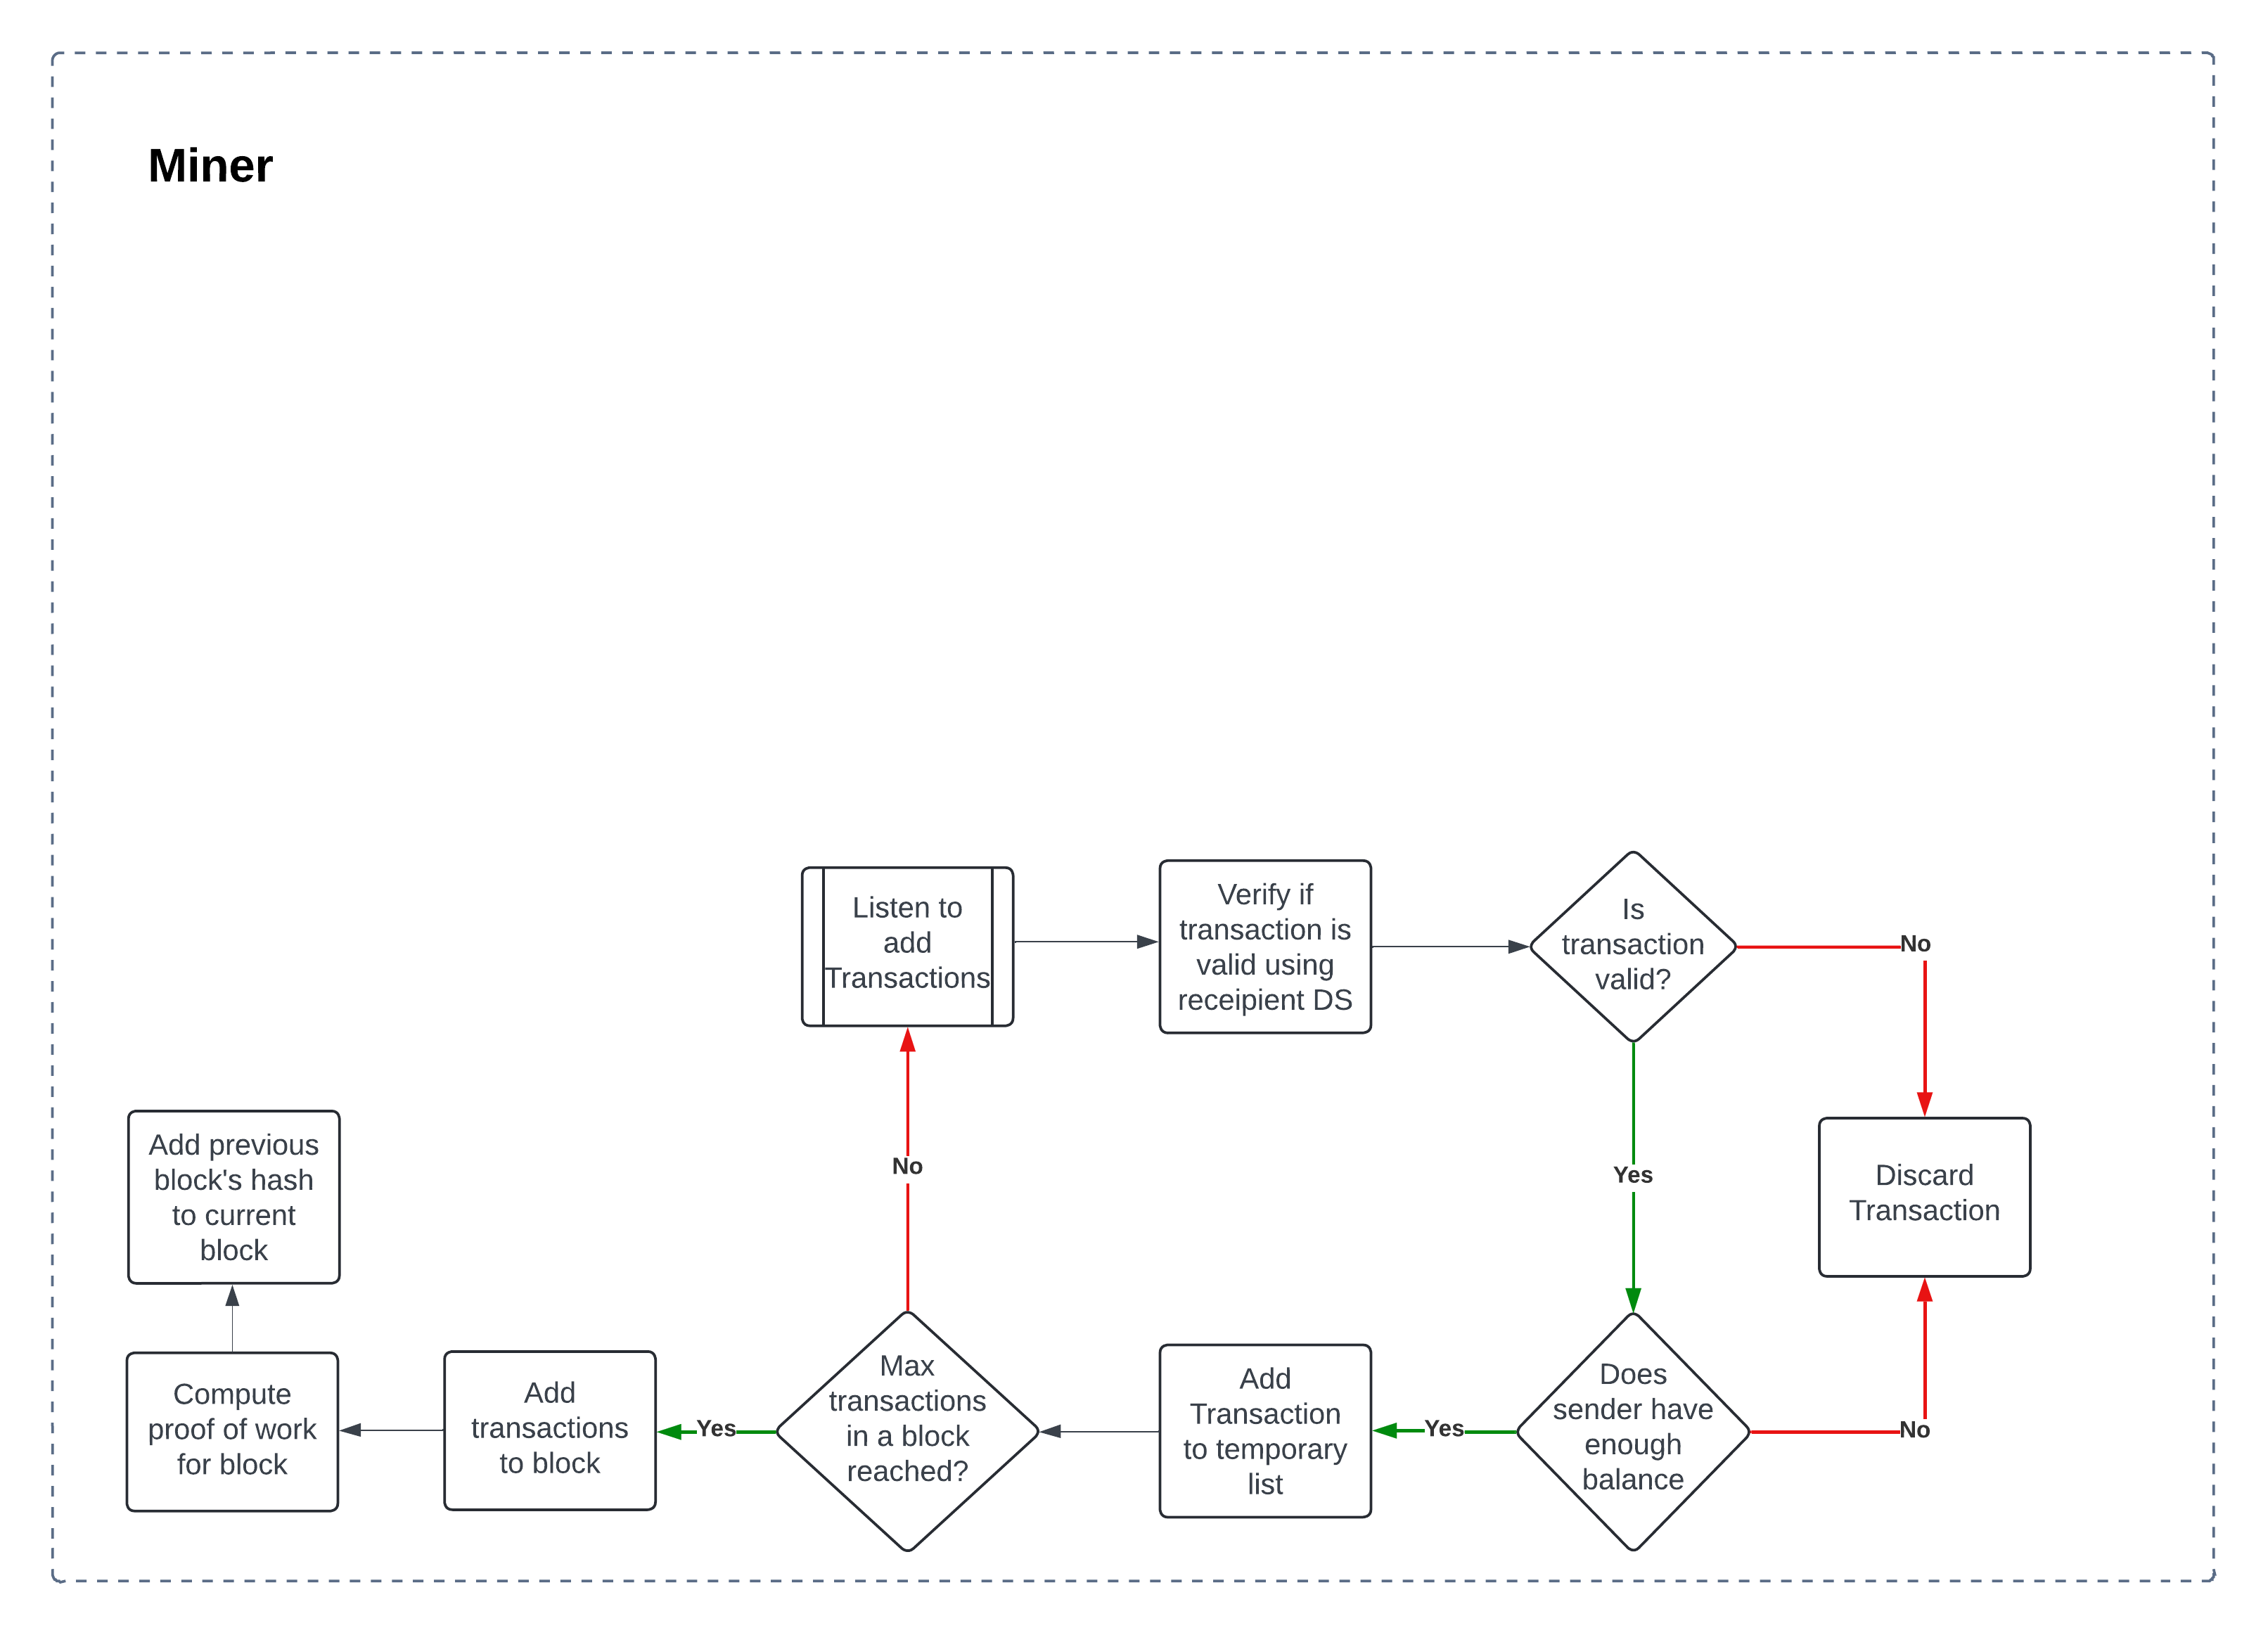 Miner
Listen to
add
Transactions
Verify if
transaction is
valid using
receipient DS
Is
transaction
valid?
No
Yes
Discard
Transaction
No
Does
sender have
enough
balance
Yes
Add
Transaction
to temporary
list
Max
transactions
in a block
reached?
No
Yes
Add
transactions
to block
Compute
proof of work
for block
Add previous
block's hash
to current
block